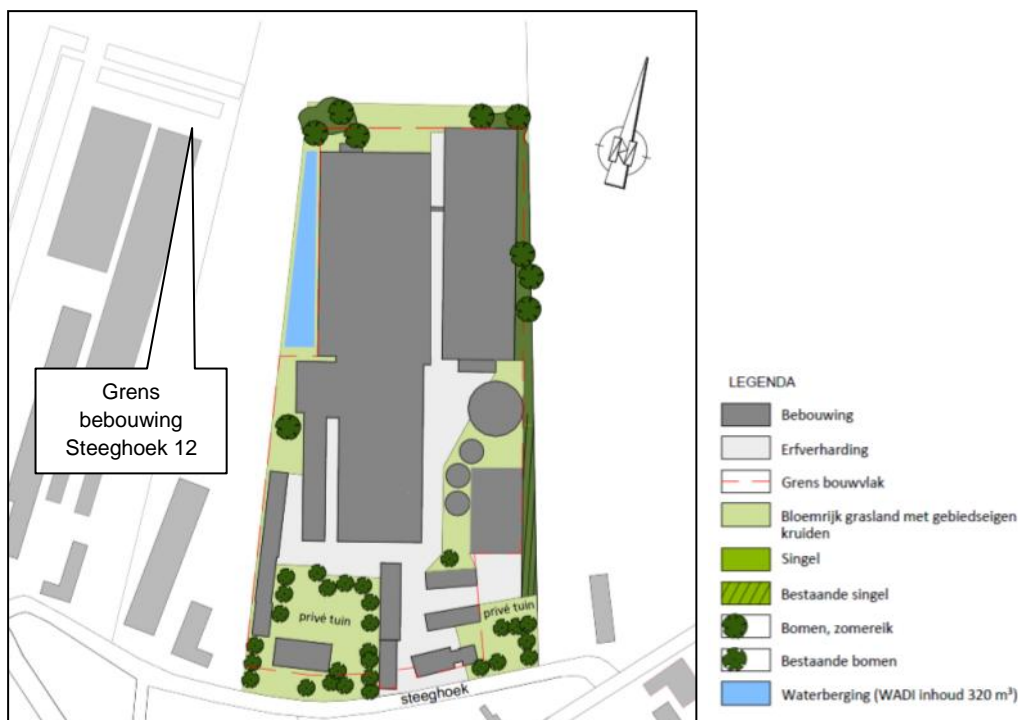 Grens
bebouwing
Steeghoek 12
N
privé tuin
privé tuin
steeghoek
LEGENDA
Bebouwing
Erfverharding
Grens bouwvlak
Bloemrijk grasland met gebiedseigen
kruiden
Singel
Bestaande singel
Bomen, zomereik
Bestaande bomen
Waterberging (WADI inhoud 320 m³)